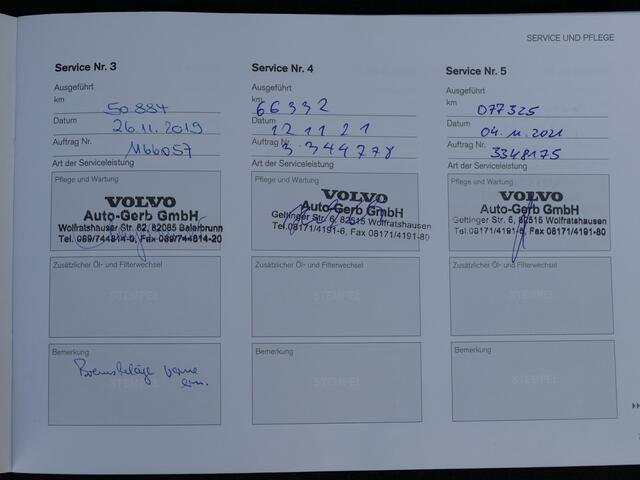 SERVICE UND PFLEGE
Service Nr. 3
Ausgeführt
km 50884
Datum 26.11.2019
Auftrag Nr. 1166057
Art der Serviceleistung
Pflege und Wartung
VOLVO
Auto-Gerb GmbH
Wolfratshauser Str. 82, 82065 Baierbrunn
Tel. 089/744814-0, Fax 089/744814-20
Zusätzlicher Öl- und Filterwechsel
STEMPEL
Bemerkung
Bremsbeläge vorne
ern.
STEMPEL
Service Nr. 4
Ausgeführt
km 66332
Datum 12 11 21
Auftrag Nr. 3344778
Art der Serviceleistung
Pflege und Wartung
VOLVO
Auto-Gerb GmbH
Geltinger Str. 6, 82515 Wolfratshausen
Tel.08171/4191-6, Fax 08171/4191-80
Zusätzlicher Öl- und Filterwechsel
STEMPEL
Bemerkung
STEMPEL
Service Nr. 5
Ausgeführt
km 077325
Datum 04.11.2021
Auftrag Nr. 3348175
Art der Serviceleistung
Pflege und Wartung
VOLVO
Auto-Gerb GmbH
Geltinger Str. 6, 82515 Wolfratshausen
Tel.08171/4191-6, Fax 08171/4191-80
Zusätzlicher Öl- und Filterwechsel
STEMPEL
Bemerkung
STEMPEL